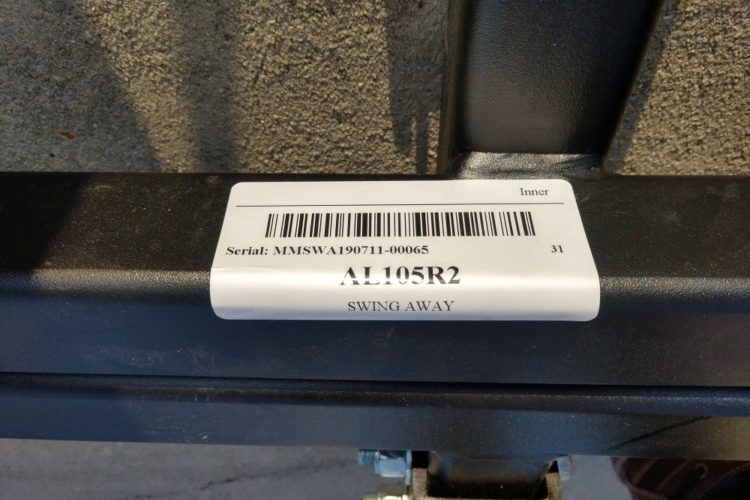 Inner
Serial: MMSWA190711-00065 31
AL105R2
SWING AWAY